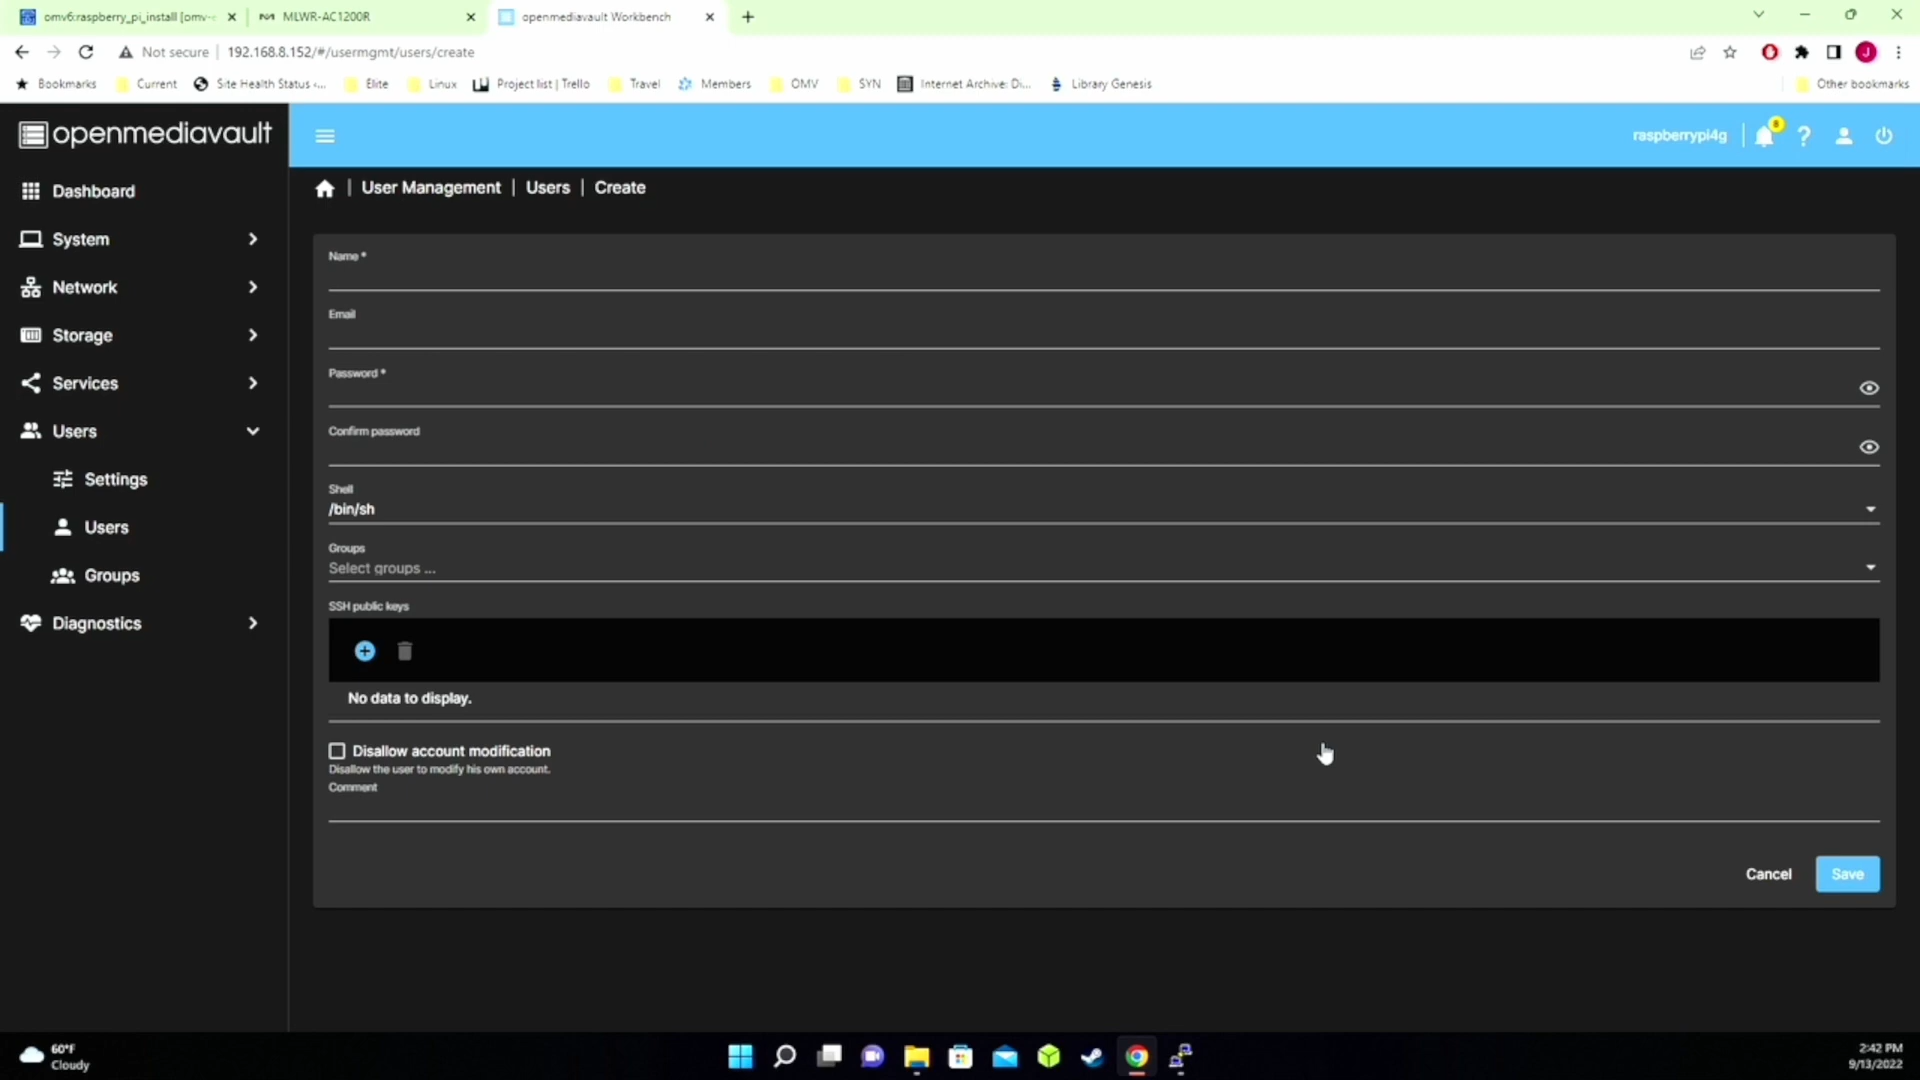 omv6:raspberry_pi_install [omv-
MLWR-AC1200R
openmediavault Workbench
Not secure
192.168.8.152/#/usermgmt/users/create
J
Bookmarks
Current
Site Health Status ‹...
Elite
Linux
Project list | Trello
Travel
Members
OMV
SYN
Internet Archive: Di...
Library Genesis
Other bookmarks
openmediavault
raspberrypi4g
8
?
Dashboard
System
Network
Storage
Services
Users
Settings
Users
Groups
Diagnostics
| User Management | Users | Create
Name *
Email
Password *
Confirm password
Shell
/bin/sh
Groups
Select groups ...
SSH public keys
No data to display.
Disallow account modification
Disallow the user to modify his own account.
Comment
Cancel
Save
60°F
Cloudy
2:42 PM
9/13/2022